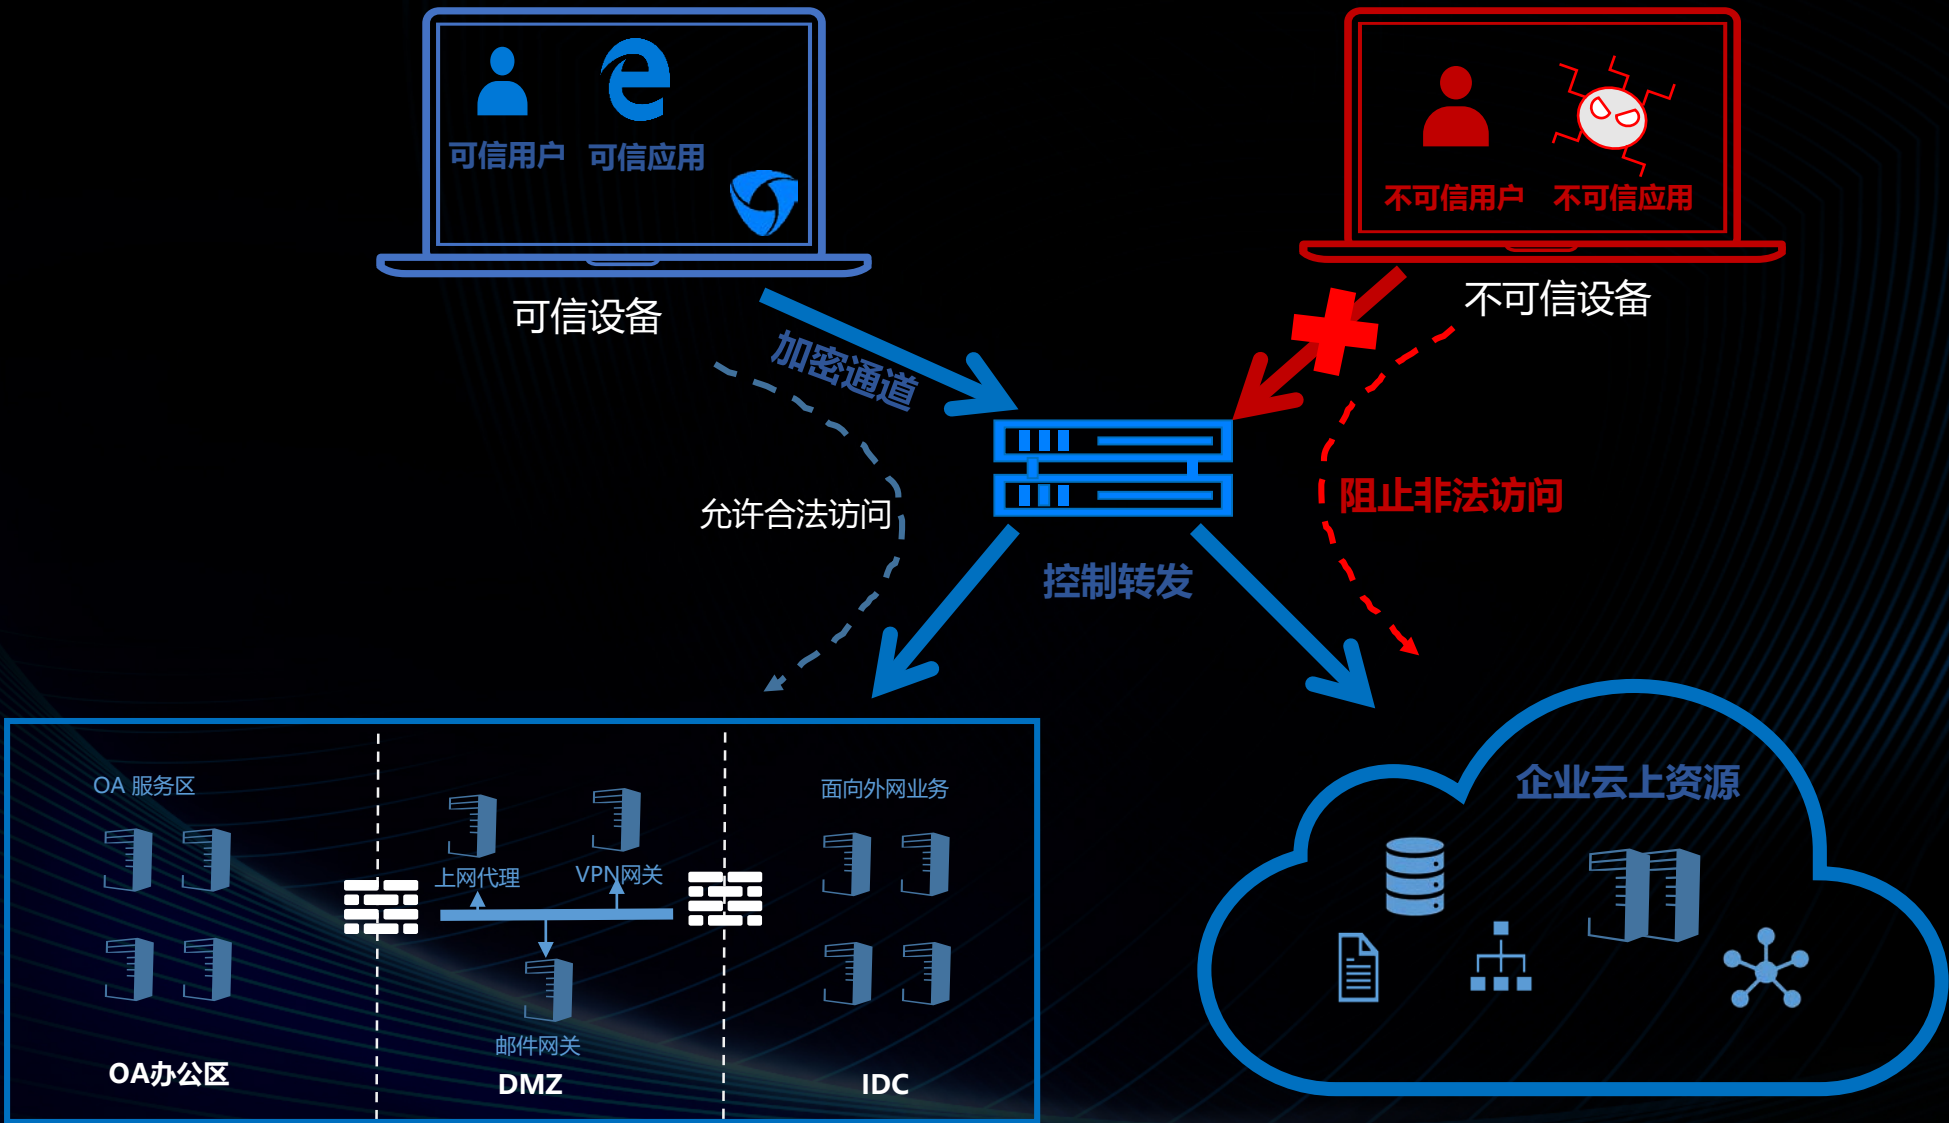 可信用户
可信应用
不可信用户
不可信应用
可信设备
不可信设备
加密通道
允许合法访问
阻止非法访问
控制转发
OA 服务区
面向外网业务
企业云上资源
上网代理
VPN网关
邮件网关
OA办公区
DMZ
IDC